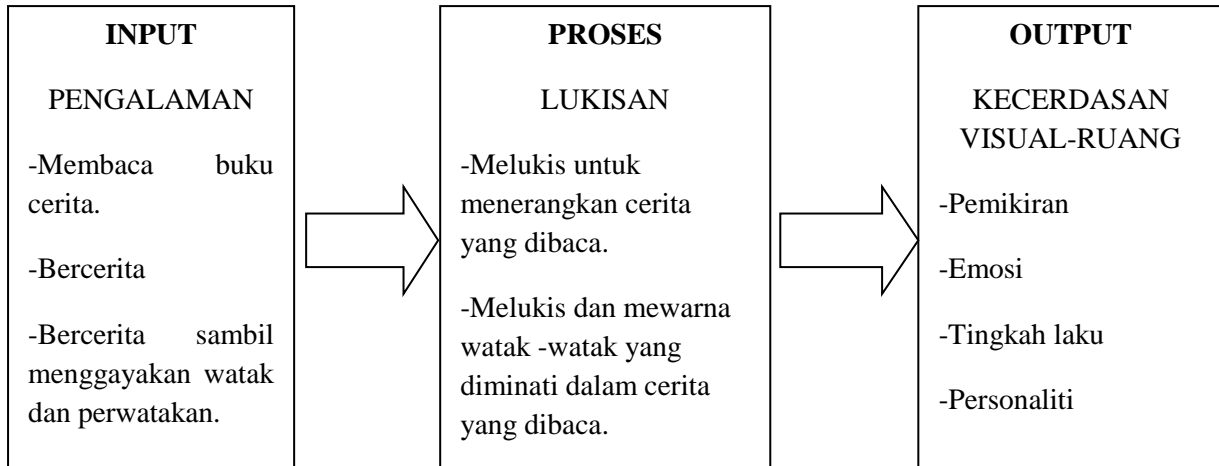 INPUT
PENGALAMAN
-Membaca buku
cerita.
-Bercerita
-Bercerita sambil
menggayakan watak
dan perwatakan.
PROSES
LUKISAN
-Melukis untuk
menerangkan cerita
yang dibaca.
-Melukis dan mewarna
watak -watak yang
diminati dalam cerita
yang dibaca.
OUTPUT
KECERDASAN
VISUAL-RUANG
-Pemikiran
-Emosi
-Tingkah laku
-Personaliti